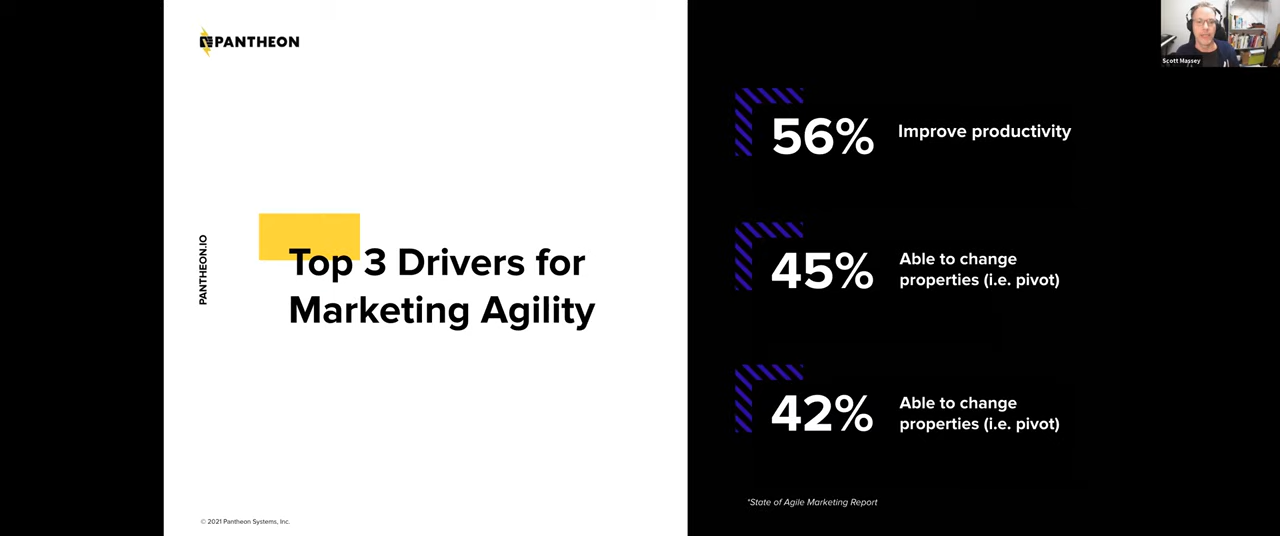 PANTHEON
PANTHEON.IO
Top 3 Drivers for
Marketing Agility
© 2021 Pantheon Systems, Inc.
56%
Improve productivity
45%
Able to change
properties (i.e. pivot)
42%
Able to change
properties (i.e. pivot)
*State of Agile Marketing Report
Scott Massey